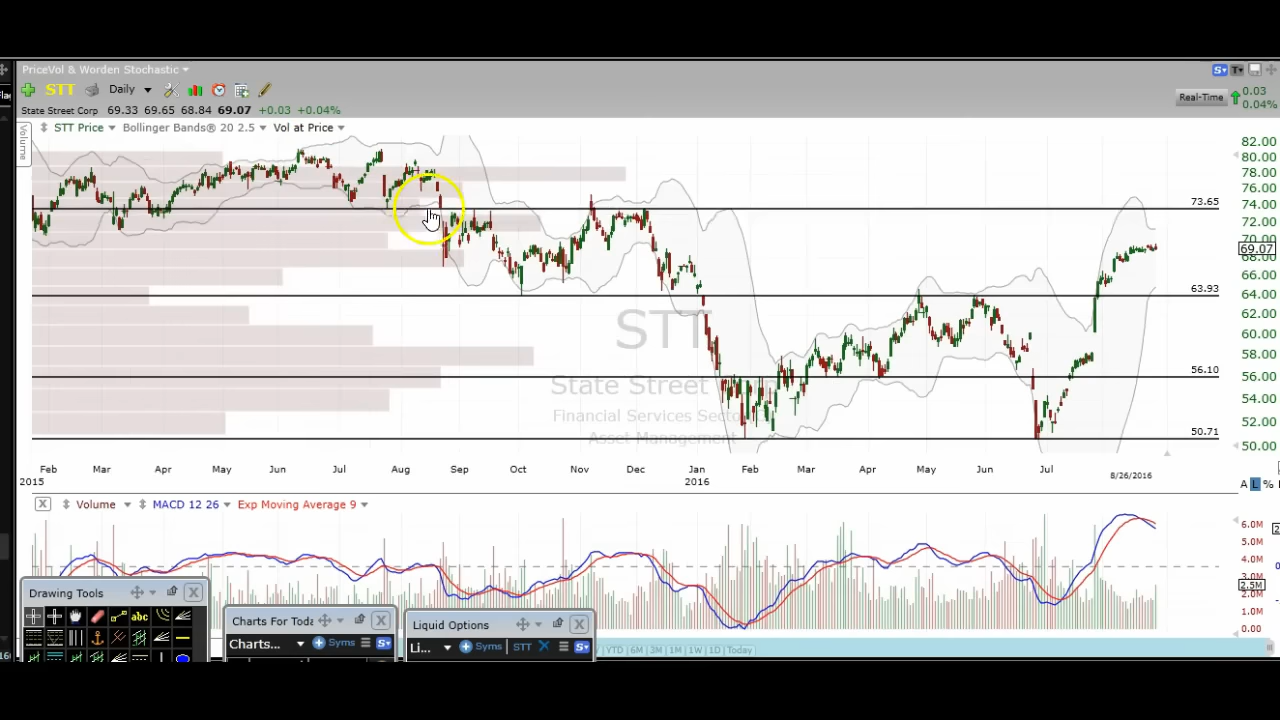 PriceVol & Worden Stochastic
STT Daily
Real-Time 0.03
0.04%
State Street Corp 69.33 69.65 68.84 69.07 +0.03 +0.04%
STT Price Bollinger Bands® 20 2.5 Vol at Price
Volume
82.00
80.00
78.00
76.00
73.65
74.00
72.00
70.00
69.07
68.00
66.00
63.93
64.00
62.00
60.00
58.00
56.10
56.00
54.00
52.00
50.71
50.00
STT
State Street Corp
Financial Services Sector
Asset Management
Feb Mar Apr May Jun Jul Aug Sep Oct Nov Dec Jan Feb Mar Apr May Jun Jul 8/26/2016
2015 2016
A L %
X Volume MACD 12 26 Exp Moving Average 9
6.0M
5.0M
4.0M
3.0M
2.5M
2.0M
1.0M
0.00
Drawing Tools X
abc
Charts For Toda X
Charts... Syms S
Liquid Options X
Li... Syms STT S
YTD 6M 3M 1M 1W 1D Today